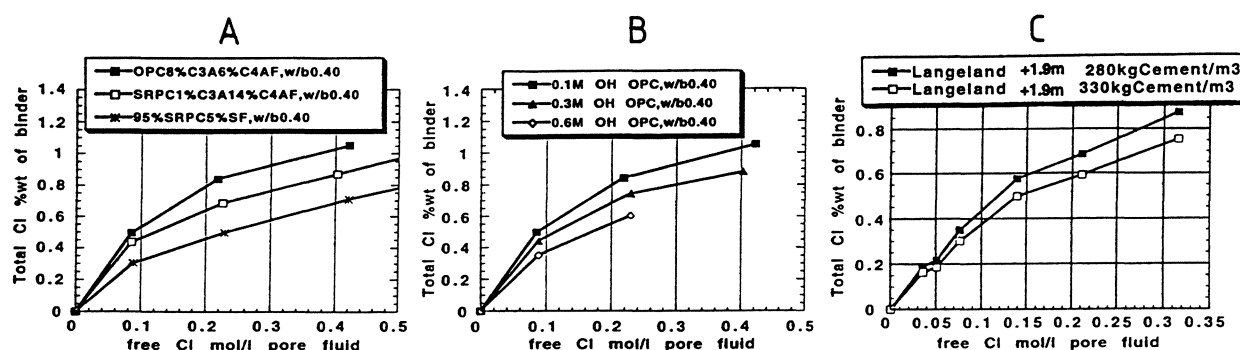 A
OPC8%C3A6%C4AF,w/b0.40
SRPC1%C3A14%C4AF,w/b0.40
95%SRPC5%SF,w/b0.40
1.4
1.2
1
0.8
0.6
0.4
0.2
0
Total Cl %wt of binder
0 0.1 0.2 0.3 0.4 0.5
free Cl mol/l pore fluid
B
0.1M OH OPC,w/b0.40
0.3M OH OPC,w/b0.40
0.6M OH OPC,w/b0.40
1.4
1.2
1
0.8
0.6
0.4
0.2
0
Total Cl %wt of binder
0 0.1 0.2 0.3 0.4 0.5
free Cl mol/l pore fluid
C
Langeland +1.9m 280kgCement/m3
Langeland +1.9m 330kgCement/m3
0.8
0.6
0.4
0.2
0
Total Cl %wt of binder
0 0.05 0.1 0.15 0.2 0.25 0.3 0.35
free Cl mol/l pore fluid